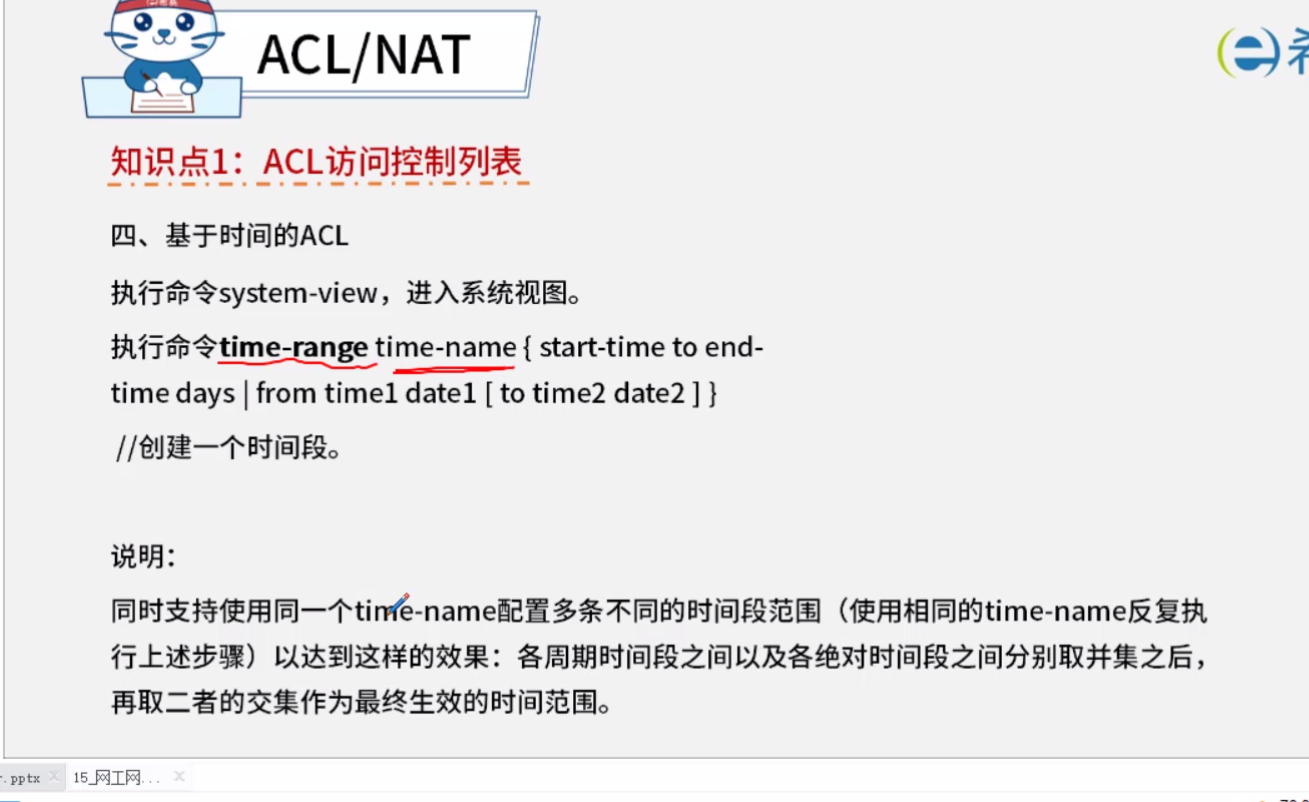 ACL/NAT
知识点1：ACL访问控制列表
四、基于时间的ACL
执行命令system-view，进入系统视图。
执行命令time-range time-name { start-time to end-
time days | from time1 date1 [ to time2 date2 ] }
//创建一个时间段。
说明：
同时支持使用同一个time-name配置多条不同的时间段范围（使用相同的time-name反复执
行上述步骤）以达到这样的效果：各周期时间段之间以及各绝对时间段之间分别取并集之后，
再取二者的交集作为最终生效的时间范围。
.pptx 15_网工网...